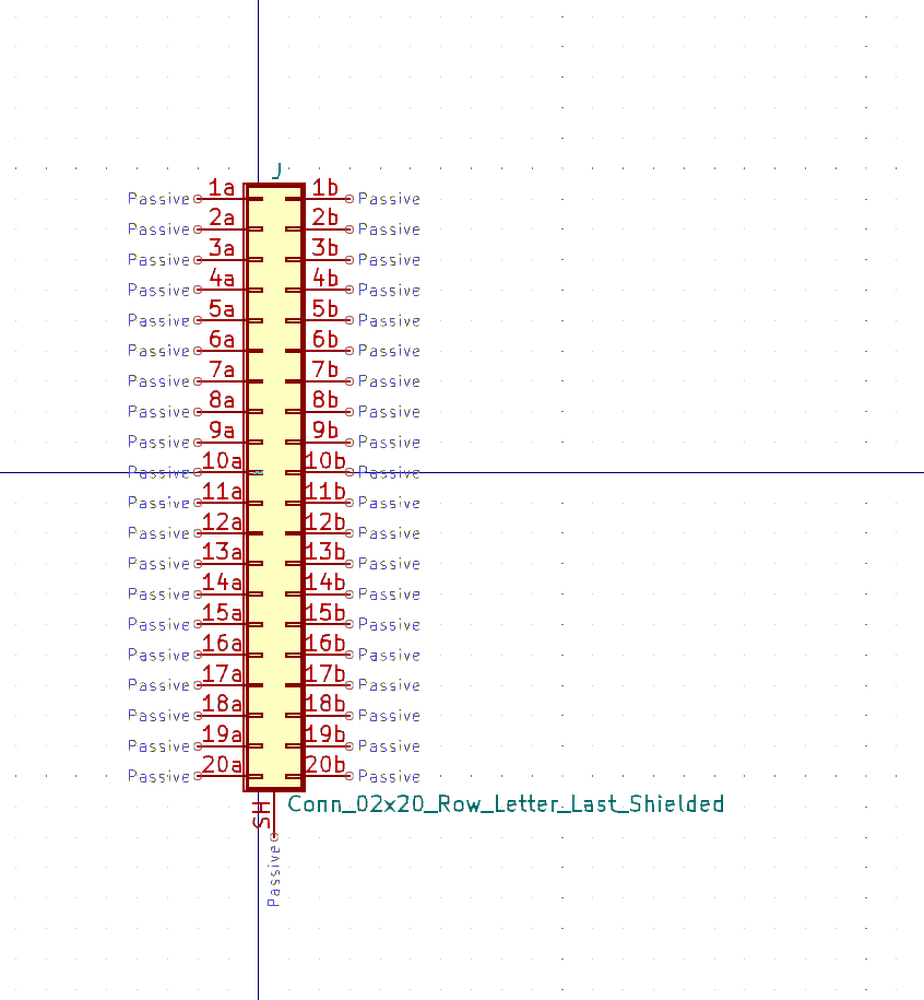 J
Passive 1a 1b Passive
Passive 2a 2b Passive
Passive 3a 3b Passive
Passive 4a 4b Passive
Passive 5a 5b Passive
Passive 6a 6b Passive
Passive 7a 7b Passive
Passive 8a 8b Passive
Passive 9a 9b Passive
Passive 10a 10b Passive
Passive 11a 11b Passive
Passive 12a 12b Passive
Passive 13a 13b Passive
Passive 14a 14b Passive
Passive 15a 15b Passive
Passive 16a 16b Passive
Passive 17a 17b Passive
Passive 18a 18b Passive
Passive 19a 19b Passive
Passive 20a 20b Passive
SH
Conn_02x20_Row_Letter_Last_Shielded
Passive